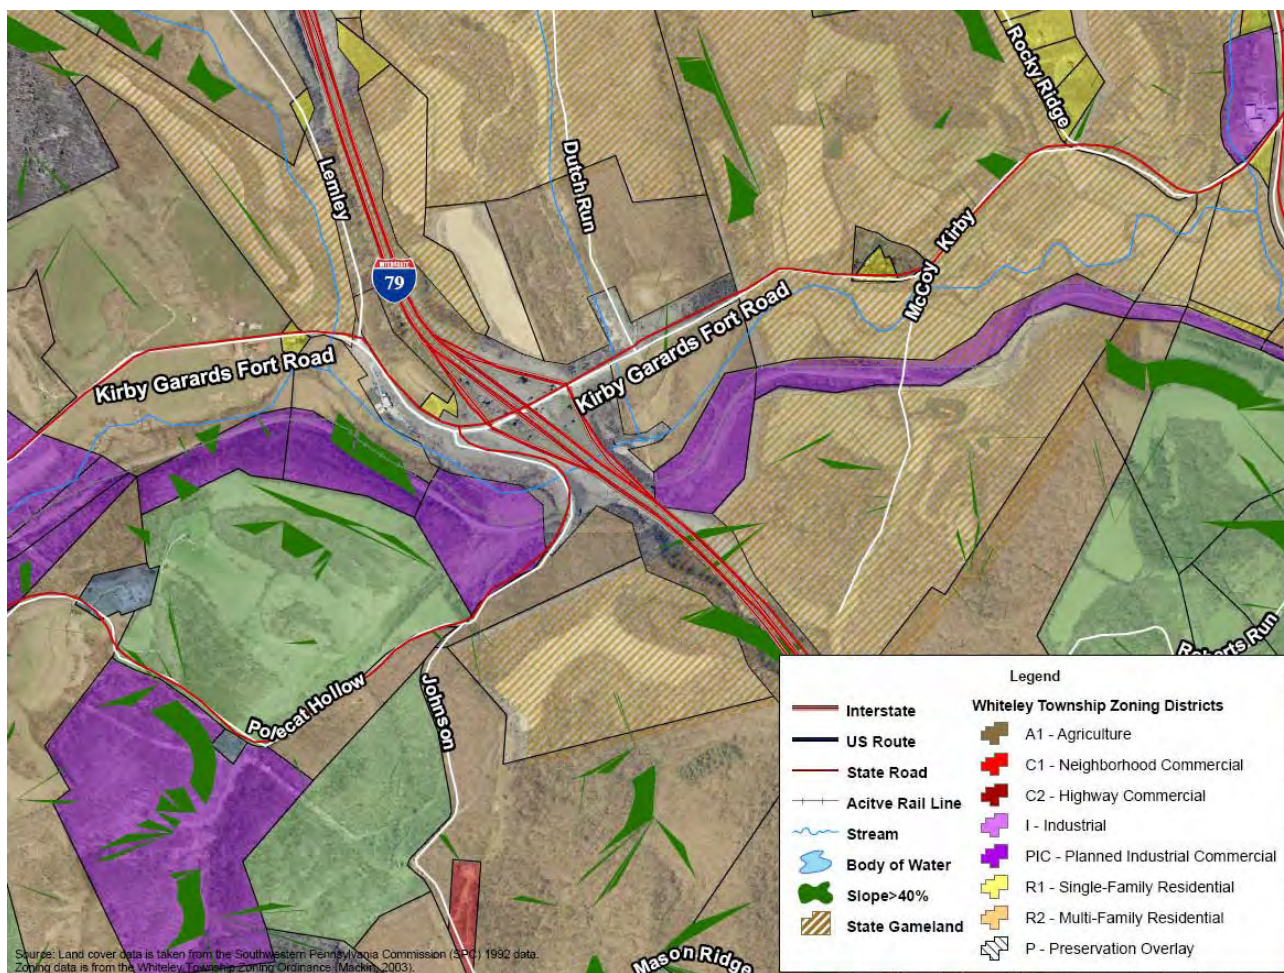 Rocky Ridge
Lemley
Dutch Run
INTERSTATE
79
Kirby
McCoy
Kirby Garards Fort Road
Kirby Garards Fort Road
Polecat Hollow
Johnson
Roberts Run
Mason Ridge
Legend
Interstate
US Route
State Road
Acitve Rail Line
Stream
Body of Water
Slope>40%
State Gameland
Whiteley Township Zoning Districts
A1 - Agriculture
C1 - Neighborhood Commercial
C2 - Highway Commercial
I - Industrial
PIC - Planned Industrial Commercial
R1 - Single-Family Residential
R2 - Multi-Family Residential
P - Preservation Overlay
Source: Land cover data is taken from the Southwestern Pennsylvania Commission (SPC) 1992 data.
Zoning data is from the Whiteley Township Zoning Ordinance (Mackin, 2003).